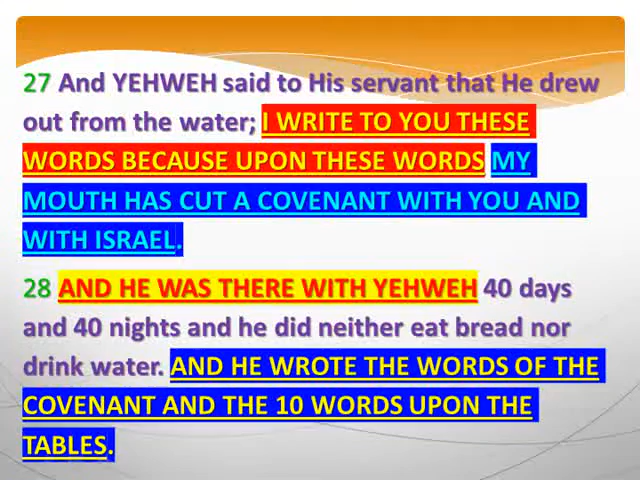 27 And YEHWEH said to His servant that He drew
out from the water; I WRITE TO YOU THESE
WORDS BECAUSE UPON THESE WORDS MY
MOUTH HAS CUT A COVENANT WITH YOU AND
WITH ISRAEL.
28 AND HE WAS THERE WITH YEHWEH 40 days
and 40 nights and he did neither eat bread nor
drink water. AND HE WROTE THE WORDS OF THE
COVENANT AND THE 10 WORDS UPON THE
TABLES.